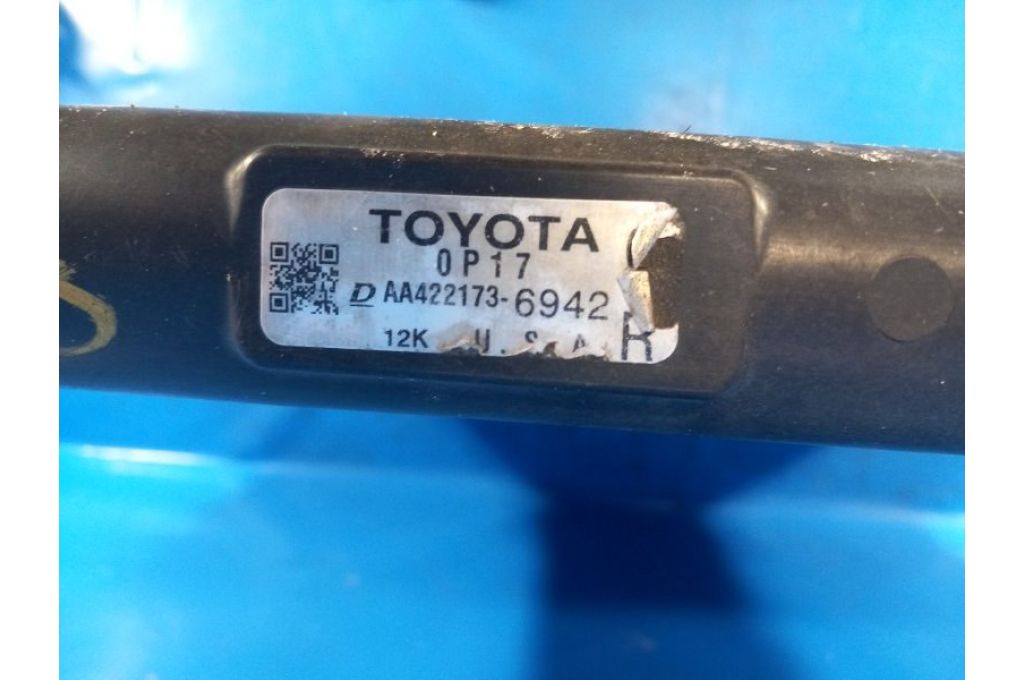 TOYOTA
0P17
D AA422173-6942
12K U.S.A. R